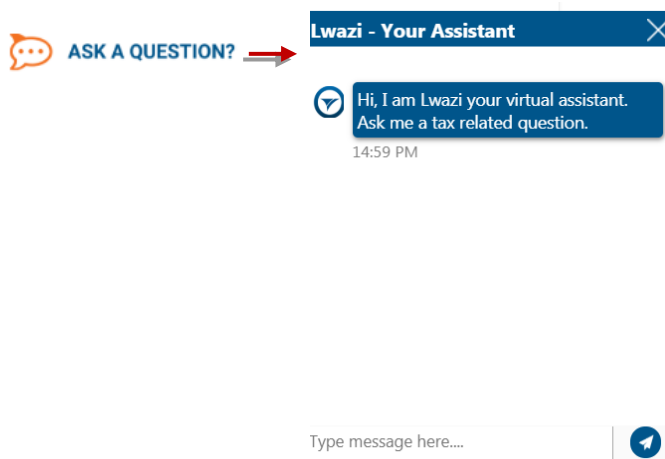 ASK A QUESTION?
Lwazi - Your Assistant
Hi, I am Lwazi your virtual assistant.
Ask me a tax related question.
14:59 PM
Type message here....